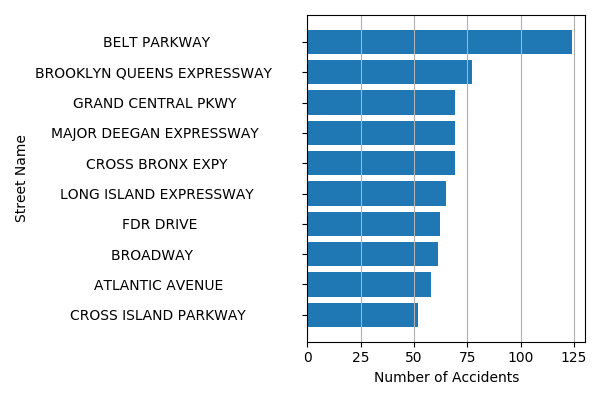 BELT PARKWAY
BROOKLYN QUEENS EXPRESSWAY
GRAND CENTRAL PKWY
MAJOR DEEGAN EXPRESSWAY
CROSS BRONX EXPY
LONG ISLAND EXPRESSWAY
FDR DRIVE
BROADWAY
ATLANTIC AVENUE
CROSS ISLAND PARKWAY
Street Name
0 25 50 75 100 125
Number of Accidents